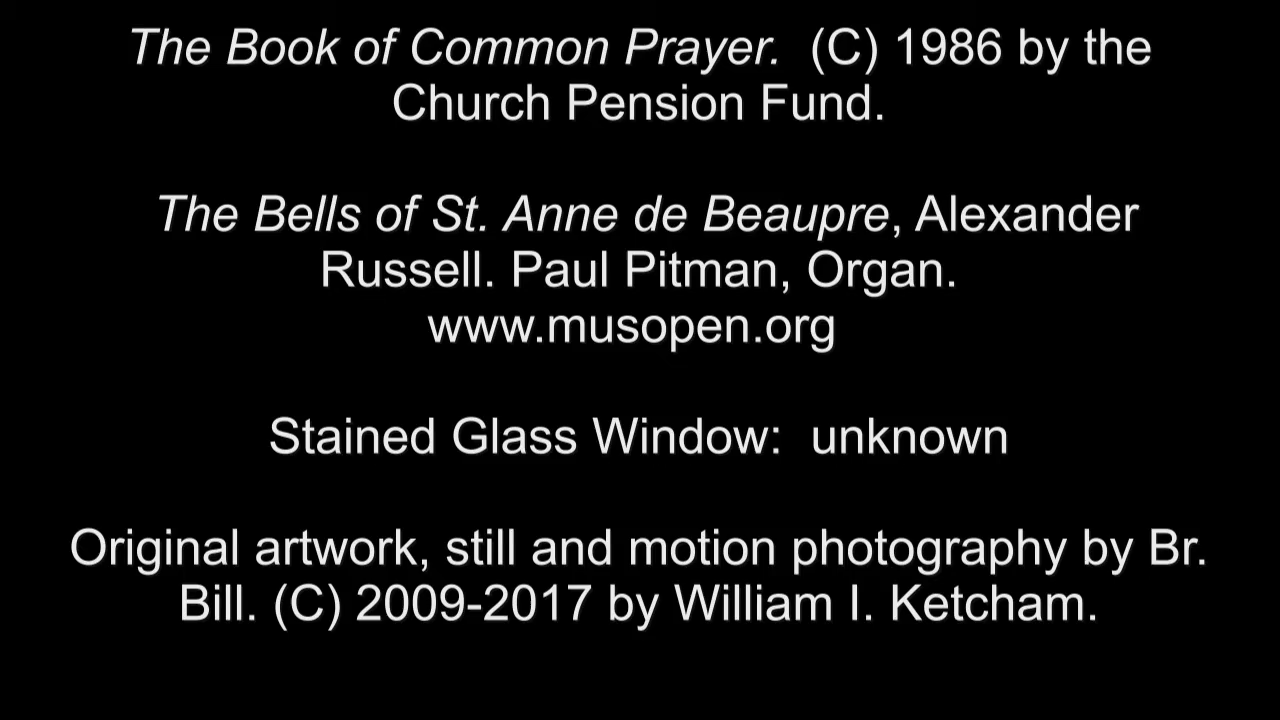 The Book of Common Prayer.  (C) 1986 by the
Church Pension Fund.
The Bells of St. Anne de Beaupre, Alexander
Russell. Paul Pitman, Organ.
www.musopen.org
Stained Glass Window:  unknown
Original artwork, still and motion photography by Br.
Bill. (C) 2009-2017 by William I. Ketcham.